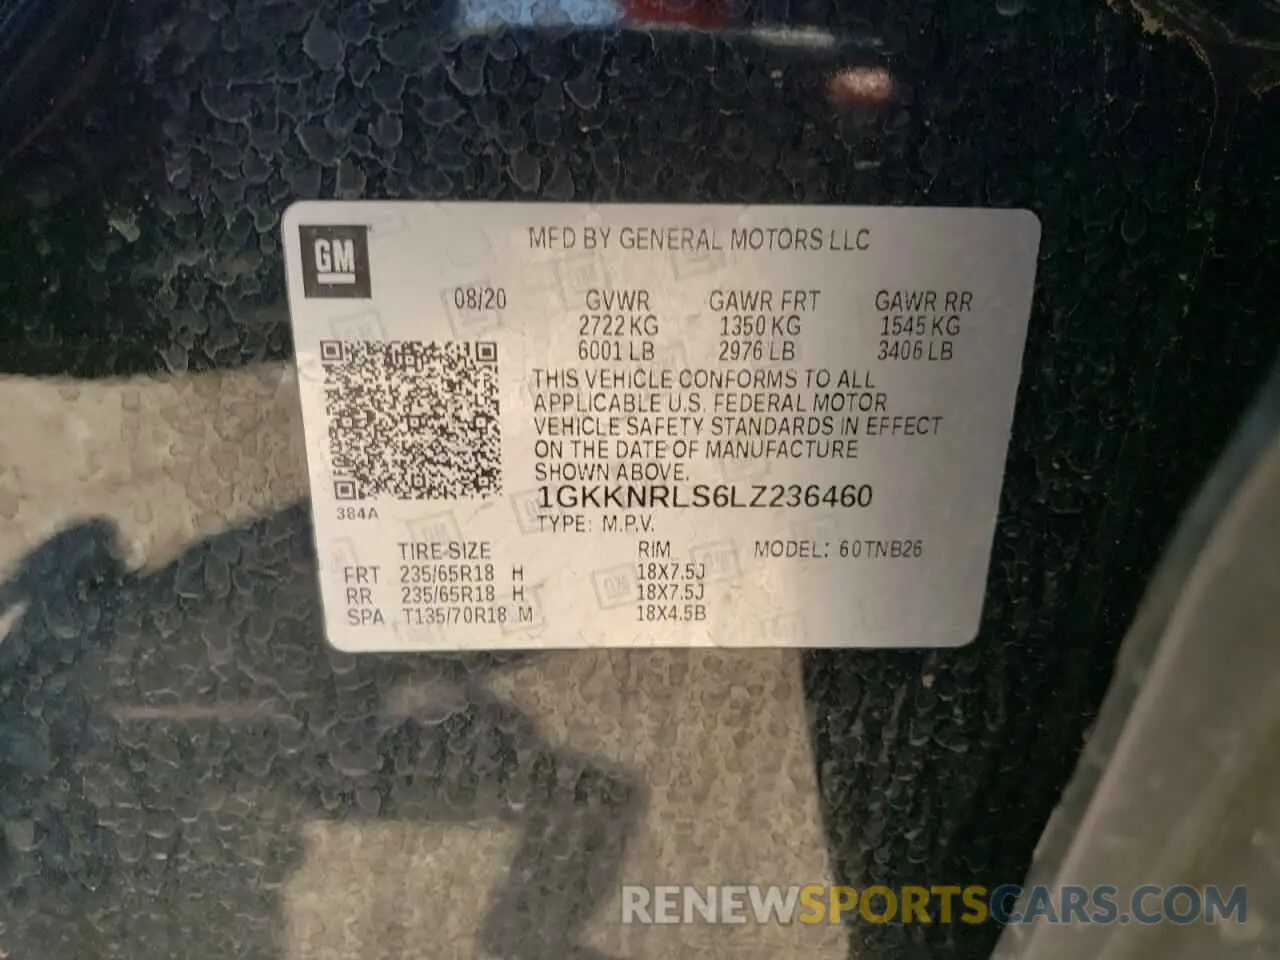 GM
MFD BY GENERAL MOTORS LLC
08/20 GVWR GAWR FRT GAWR RR
2722 KG 1350 KG 1545 KG
6001 LB 2976 LB 3406 LB
THIS VEHICLE CONFORMS TO ALL
APPLICABLE U.S. FEDERAL MOTOR
VEHICLE SAFETY STANDARDS IN EFFECT
ON THE DATE OF MANUFACTURE
SHOWN ABOVE.
1GKKNRLS6LZ236460
384A
TYPE: M.P.V.
TIRE SIZE RIM MODEL: 60TNB26
FRT 235/65R18 H 18X7.5J
RR 235/65R18 H 18X7.5J
SPA T135/70R18 M 18X4.5B
RENEWSPORTSCARS.COM